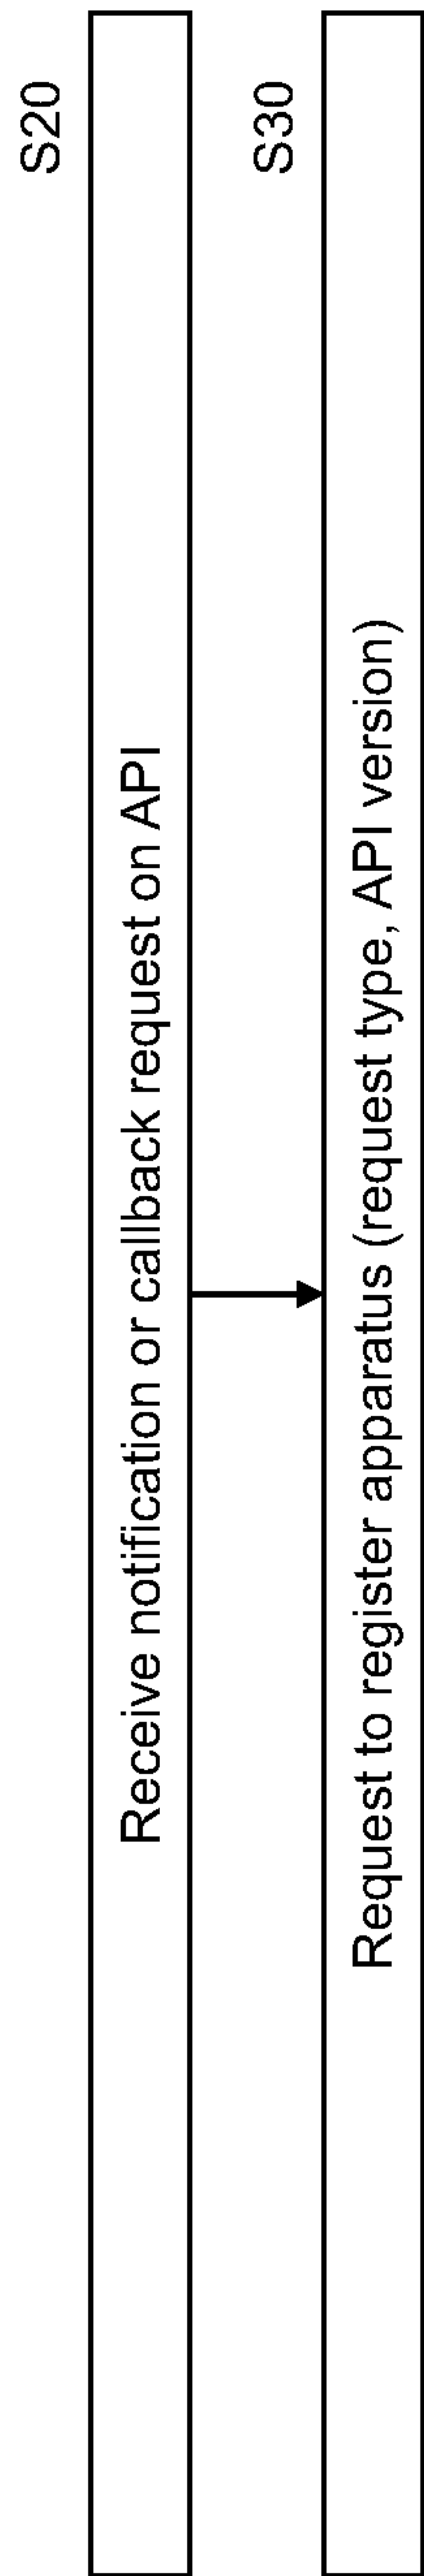 S20
Receive notification or callback request on API
S30
Request to register apparatus (request type, API version)